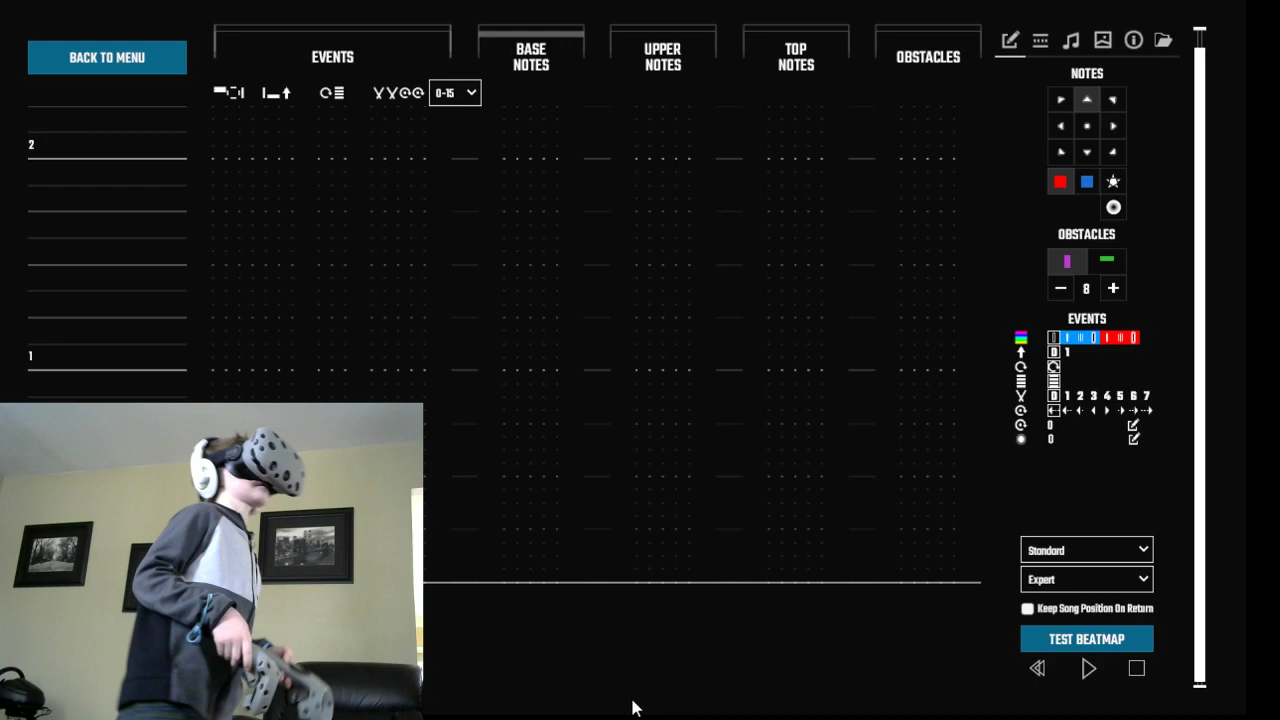 BACK TO MENU
EVENTS
BASE
NOTES
UPPER
NOTES
TOP
NOTES
OBSTACLES
0-15
2
1
NOTES
OBSTACLES
8
EVENTS
0 1
0 1 2 3 4 5 6 7
0
0
Standard
Expert
Keep Song Position On Return
TEST BEATMAP